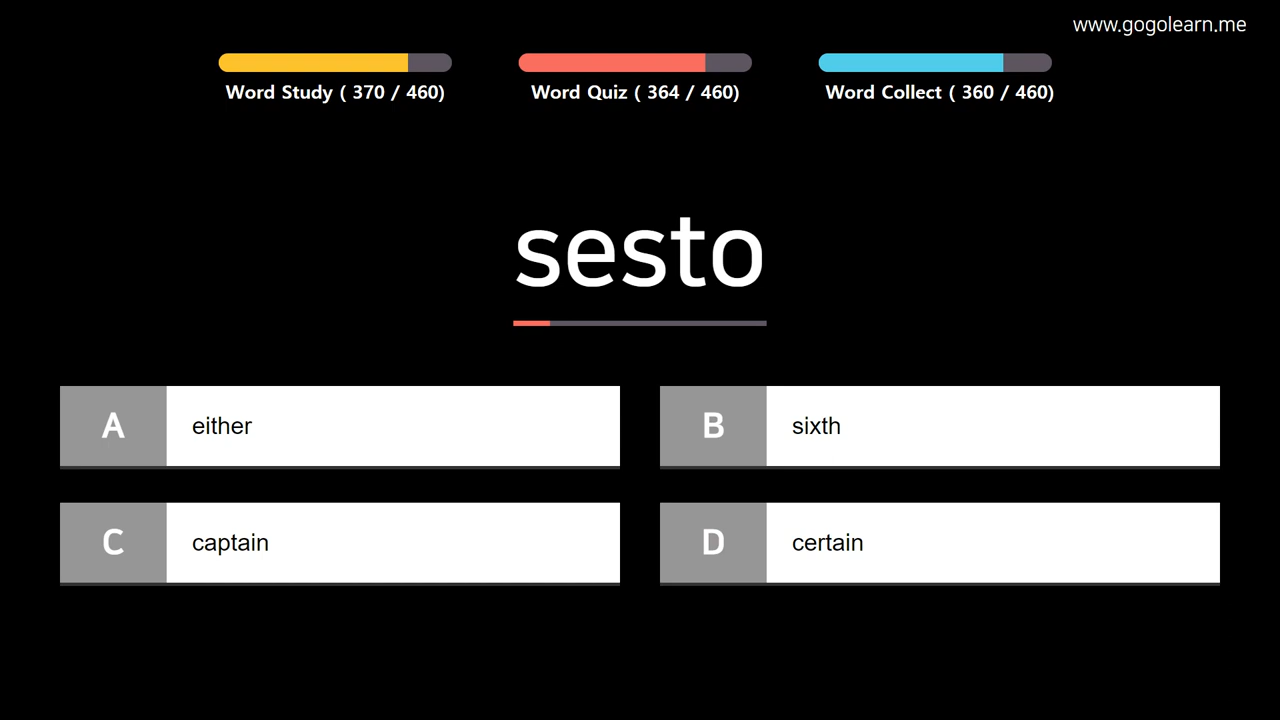 www.gogolearn.me
Word Study ( 370 / 460)
Word Quiz ( 364 / 460)
Word Collect ( 360 / 460)
sesto
A either
B sixth
C captain
D certain